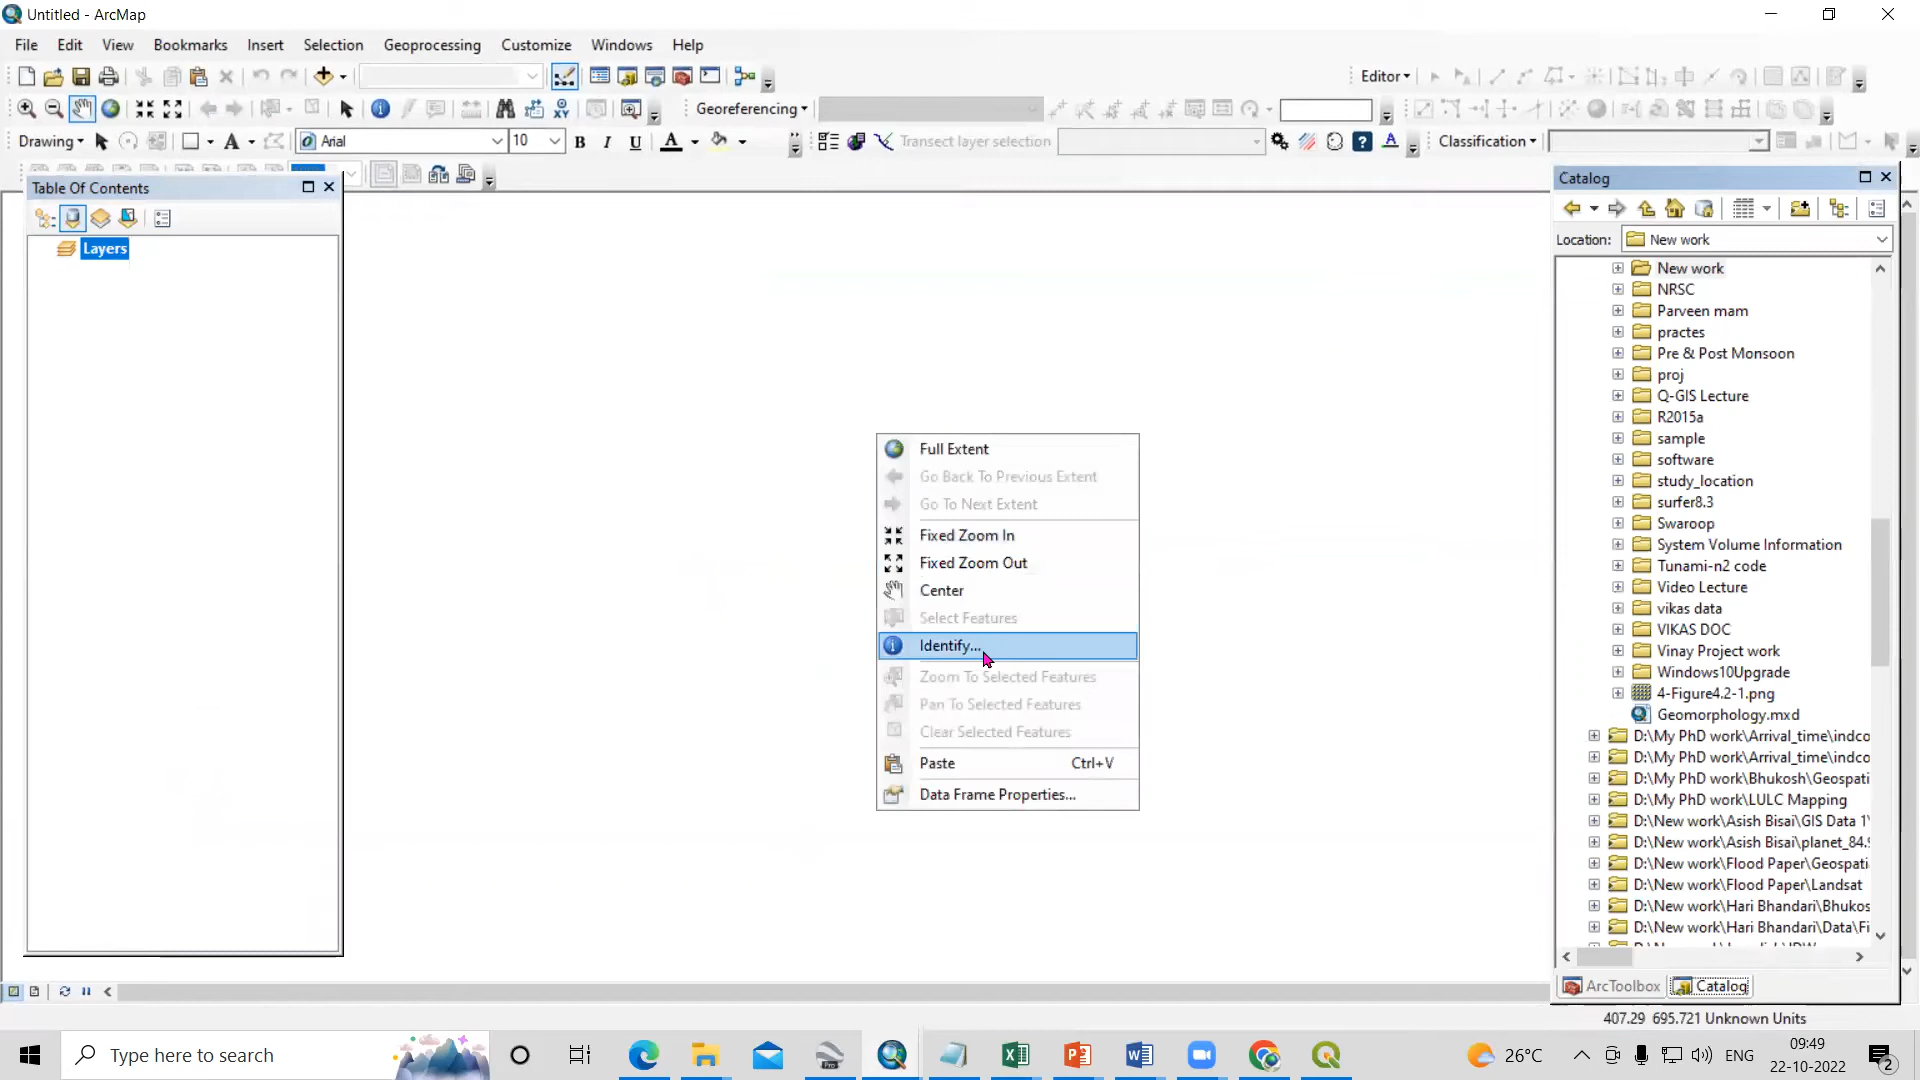 Untitled - ArcMap
File Edit View Bookmarks Insert Selection Geoprocessing Customize Windows Help
Editor
Georeferencing
Drawing Arial 10 B I U A Transect layer selection Classification
Table Of Contents
Layers
Full Extent
Go Back To Previous Extent
Go To Next Extent
Fixed Zoom In
Fixed Zoom Out
Center
Select Features
Identify...
Zoom To Selected Features
Pan To Selected Features
Clear Selected Features
Paste Ctrl+V
Data Frame Properties...
Catalog
Location: New work
New work
NRSC
Parveen mam
practes
Pre & Post Monsoon
proj
Q-GIS Lecture
R2015a
sample
software
study_location
surfer8.3
Swaroop
System Volume Information
Tunami-n2 code
Video Lecture
vikas data
VIKAS DOC
Vinay Project work
Windows10Upgrade
4-Figure4.2-1.png
Geomorphology.mxd
D:\My PhD work\Arrival_time\indco
D:\My PhD work\Arrival_time\indco
D:\My PhD work\Bhukosh\Geospati
D:\My PhD work\LULC Mapping
D:\New work\Asish Bisai\GIS Data 1\
D:\New work\Asish Bisai\planet_84.9
D:\New work\Flood Paper\Geospati
D:\New work\Flood Paper\Landsat
D:\New work\Hari Bhandari\Bhukos
D:\New work\Hari Bhandari\Data\Fi
ArcToolbox Catalog
407.29 695.721 Unknown Units
Type here to search
26°C ENG
09:49
22-10-2022
2